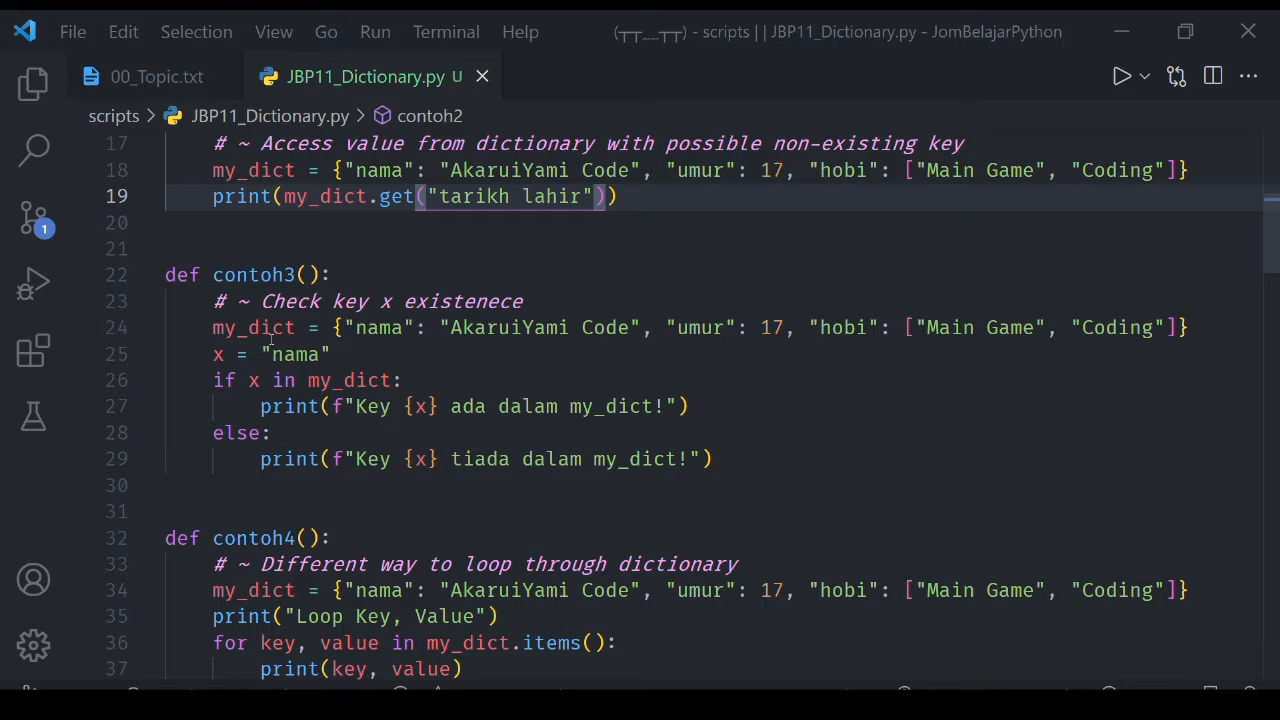 File Edit Selection View Go Run Terminal Help (┬┬﹏┬┬) - scripts || JBP11_Dictionary.py - JomBelajarPython
00_Topic.txt JBP11_Dictionary.py U
scripts > JBP11_Dictionary.py > contoh2
17 # ~ Access value from dictionary with possible non-existing key
18 my_dict = {"nama": "AkaruiYami Code", "umur": 17, "hobi": ["Main Game", "Coding"]}
19 print(my_dict.get("tarikh lahir"))
20
21
22 def contoh3():
23 # ~ Check key x existenece
24 my_dict = {"nama": "AkaruiYami Code", "umur": 17, "hobi": ["Main Game", "Coding"]}
25 x = "nama"
26 if x in my_dict:
27 print(f"Key {x} ada dalam my_dict!")
28 else:
29 print(f"Key {x} tiada dalam my_dict!")
30
31
32 def contoh4():
33 # ~ Different way to loop through dictionary
34 my_dict = {"nama": "AkaruiYami Code", "umur": 17, "hobi": ["Main Game", "Coding"]}
35 print("Loop Key, Value")
36 for key, value in my_dict.items():
37 print(key, value)
1